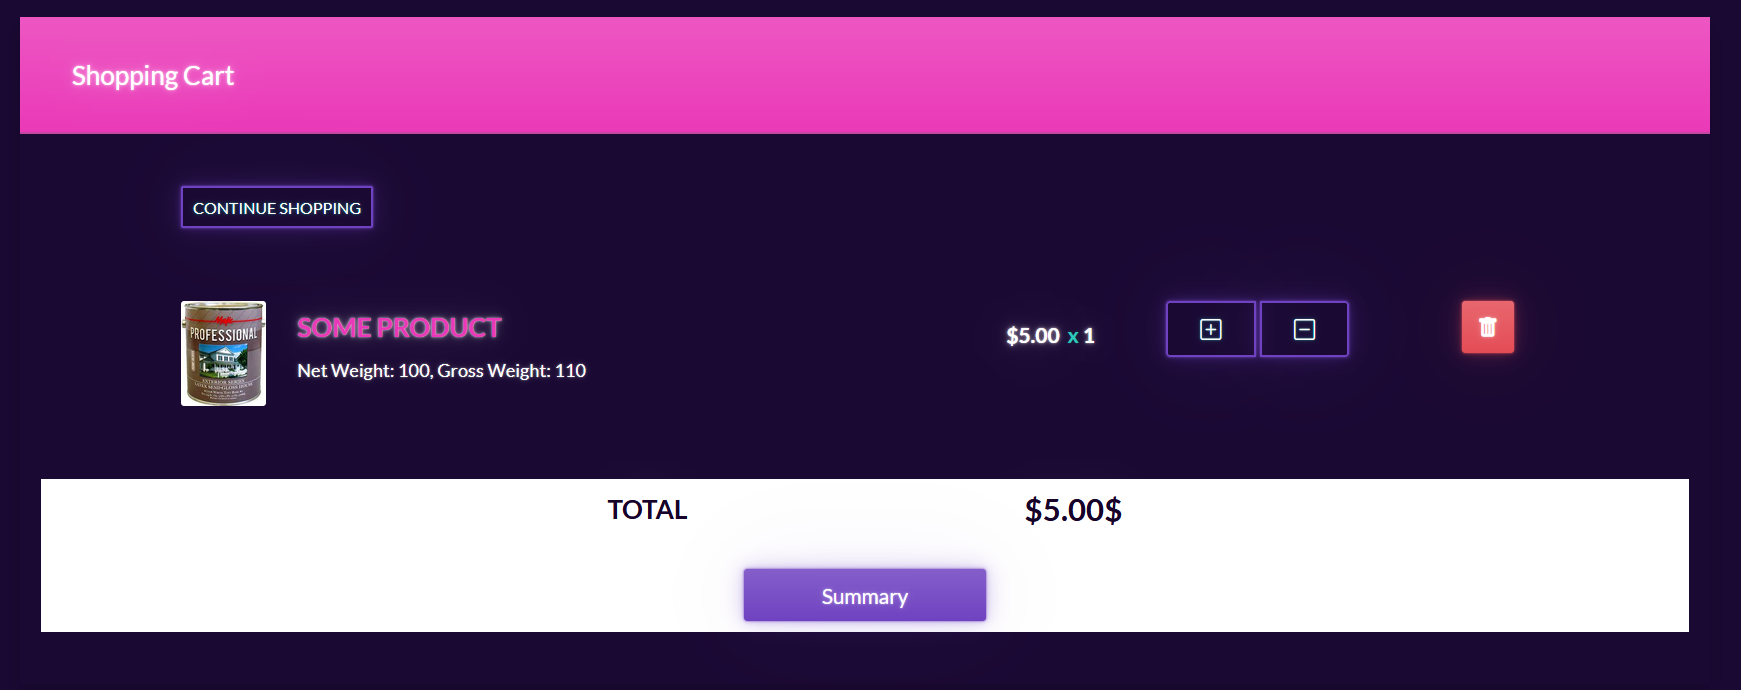 Shopping Cart
CONTINUE SHOPPING
PROFESSIONAL
SOME PRODUCT
$5.00 x 1
Net Weight: 100, Gross Weight: 110
TOTAL
$5.00$
Summary